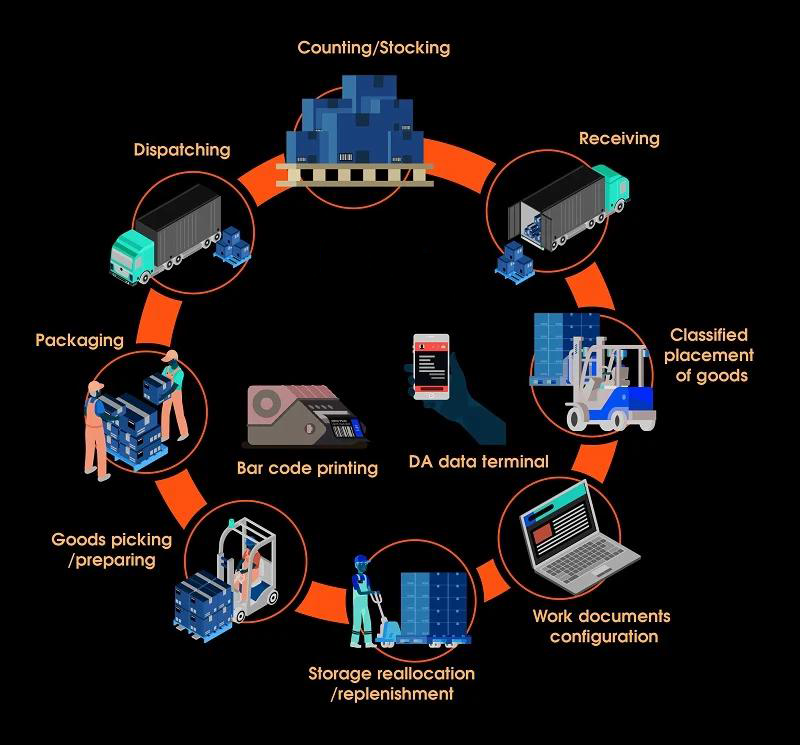 Counting/Stocking
Dispatching
Receiving
Packaging
Classified
placement
of goods
Bar code printing
DA data terminal
Goods picking
/preparing
Work documents
configuration
Storage reallocation
/replenishment